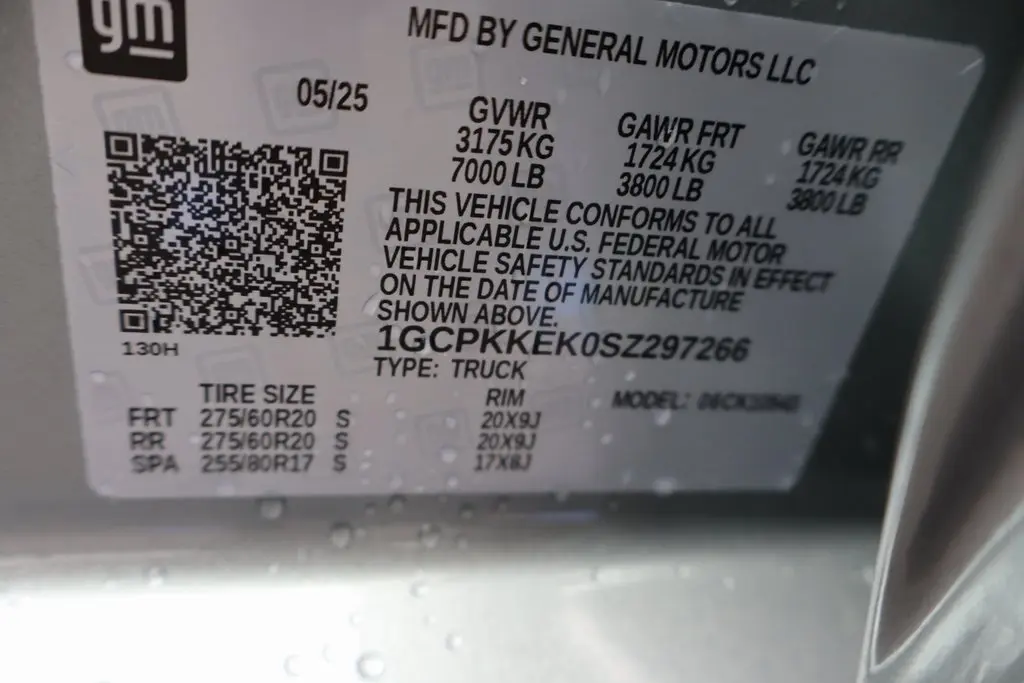 gm
MFD BY GENERAL MOTORS LLC
05/25
GVWR
3175 KG
7000 LB
GAWR FRT
1724 KG
3800 LB
GAWR RR
1724 KG
3800 LB
THIS VEHICLE CONFORMS TO ALL
APPLICABLE U.S. FEDERAL MOTOR
VEHICLE SAFETY STANDARDS IN EFFECT
ON THE DATE OF MANUFACTURE
SHOWN ABOVE.
1GCPKKEK0SZ297266
TYPE: TRUCK
MODEL:
130H
TIRE SIZE RIM
FRT 275/60R20 S 20X9J
RR 275/60R20 S 20X9J
SPA 255/80R17 S 17X8J